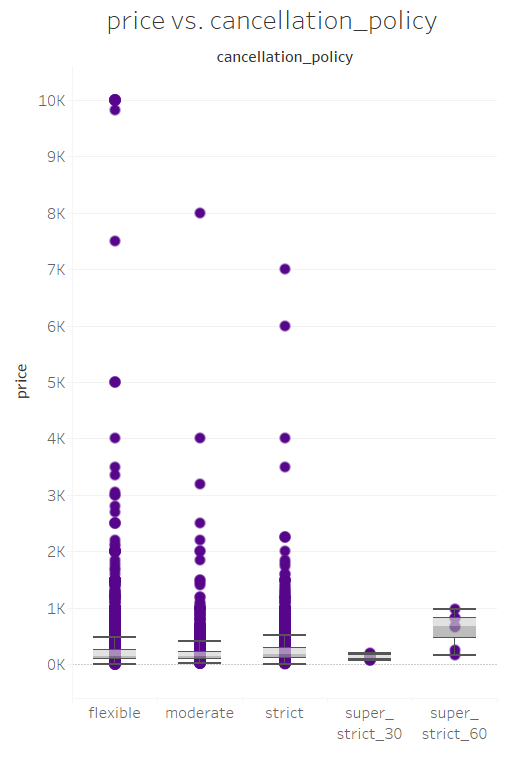 price vs. cancellation_policy
cancellation_policy
10K
9K
8K
7K
6K
5K
4K
3K
2K
1K
0K
price
flexible
moderate
strict
super_
strict_30
super_
strict_60